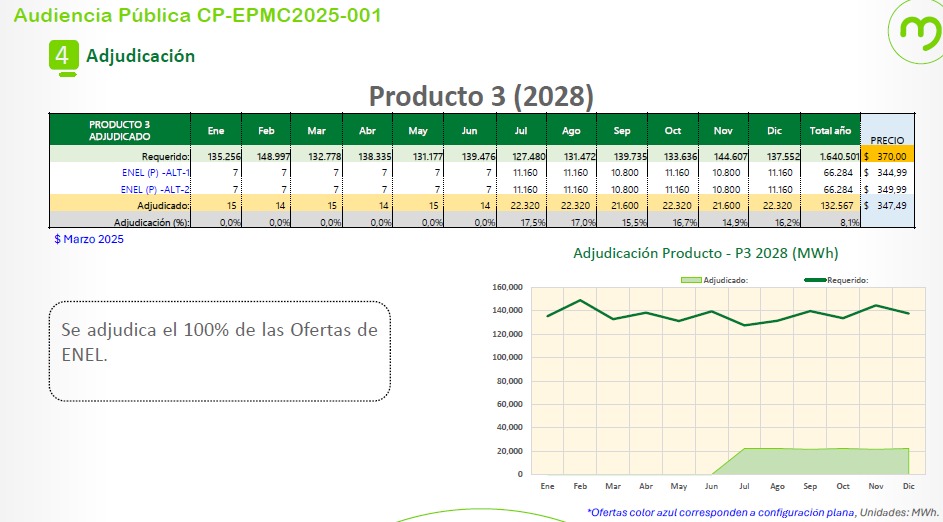 Audiencia Pública CP-EPMC2025-001
4 Adjudicación
Producto 3 (2028)
PRODUCTO 3 ADJUDICADO Ene Feb Mar Abr May Jun Jul Ago Sep Oct Nov Dic Total año PRECIO
Requerido: 135.256 148.997 132.778 138.335 131.177 139.476 127.480 131.472 139.735 133.636 144.607 137.552 1.640.501 $ 370,00
ENEL (P) -ALT-1 7 7 7 7 7 7 11.160 11.160 10.800 11.160 10.800 11.160 66.284 $ 344,99
ENEL (P) -ALT-2 7 7 7 7 7 7 11.160 11.160 10.800 11.160 10.800 11.160 66.284 $ 349,99
Adjudicado: 15 14 15 14 15 14 22.320 22.320 21.600 22.320 21.600 22.320 132.567 $ 347,49
Adjudicación (%): 0,0% 0,0% 0,0% 0,0% 0,0% 0,0% 17,5% 17,0% 15,5% 16,7% 14,9% 16,2% 8,1%
$ Marzo 2025
Se adjudica el 100% de las Ofertas de
ENEL.
Adjudicación Producto - P3 2028 (MWh)
Adjudicado: Requerido:
160,000
140,000
120,000
100,000
80,000
60,000
40,000
20,000
0
Ene Feb Mar Abr May Jun Jul Ago Sep Oct Nov Dic
*Ofertas color azul corresponden a configuración plana, Unidades: MWh.